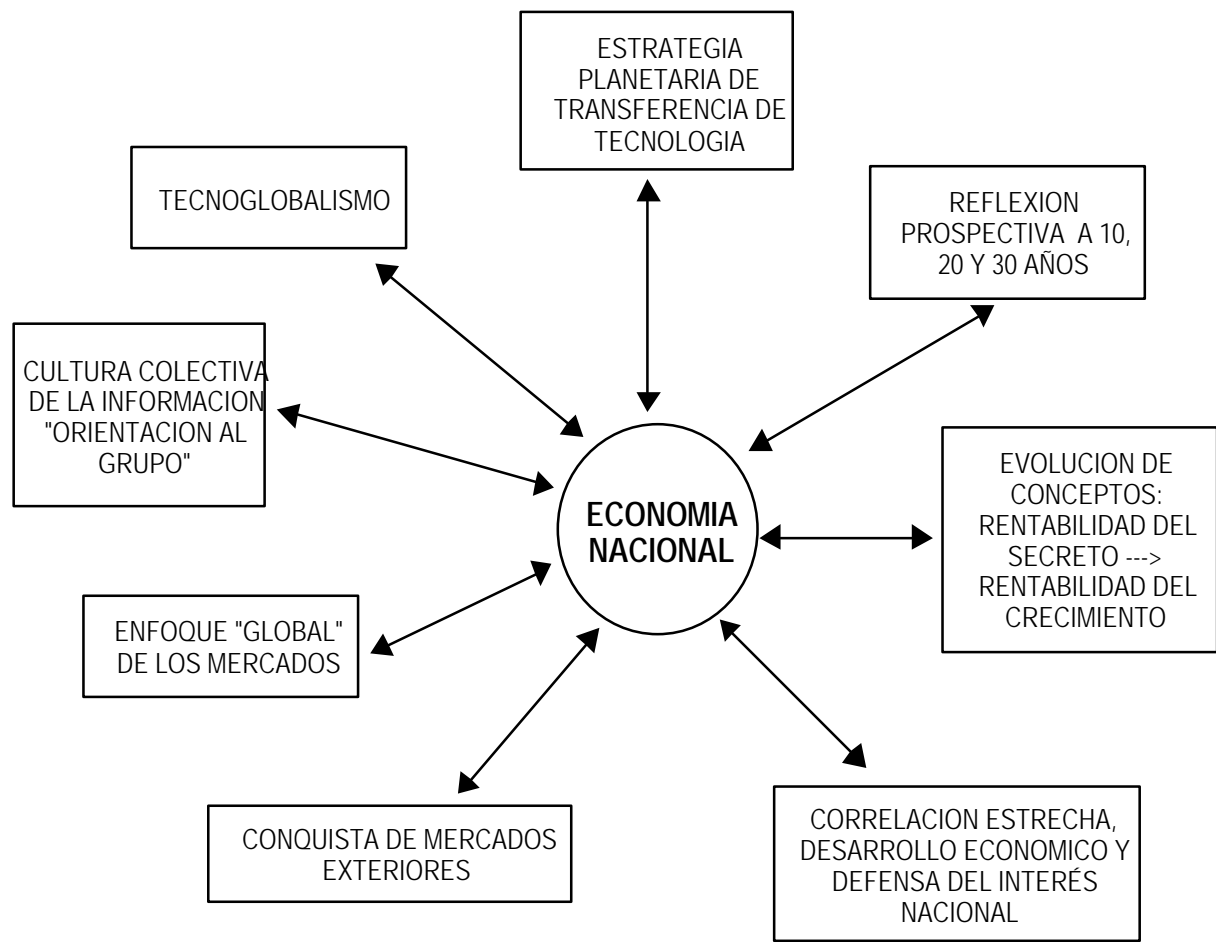 ESTRATEGIA
PLANETARIA DE
TRANSFERENCIA DE
TECNOLOGIA
TECNOGLOBALISMO
REFLEXION
PROSPECTIVA A 10,
20 Y 30 AÑOS
CULTURA COLECTIVA
DE LA INFORMACION
"ORIENTACION AL
GRUPO"
ECONOMIA
NACIONAL
EVOLUCION DE
CONCEPTOS:
RENTABILIDAD DEL
SECRETO --->
RENTABILIDAD DEL
CRECIMIENTO
ENFOQUE "GLOBAL"
DE LOS MERCADOS
CONQUISTA DE MERCADOS
EXTERIORES
CORRELACION ESTRECHA,
DESARROLLO ECONOMICO Y
DEFENSA DEL INTERÉS
NACIONAL